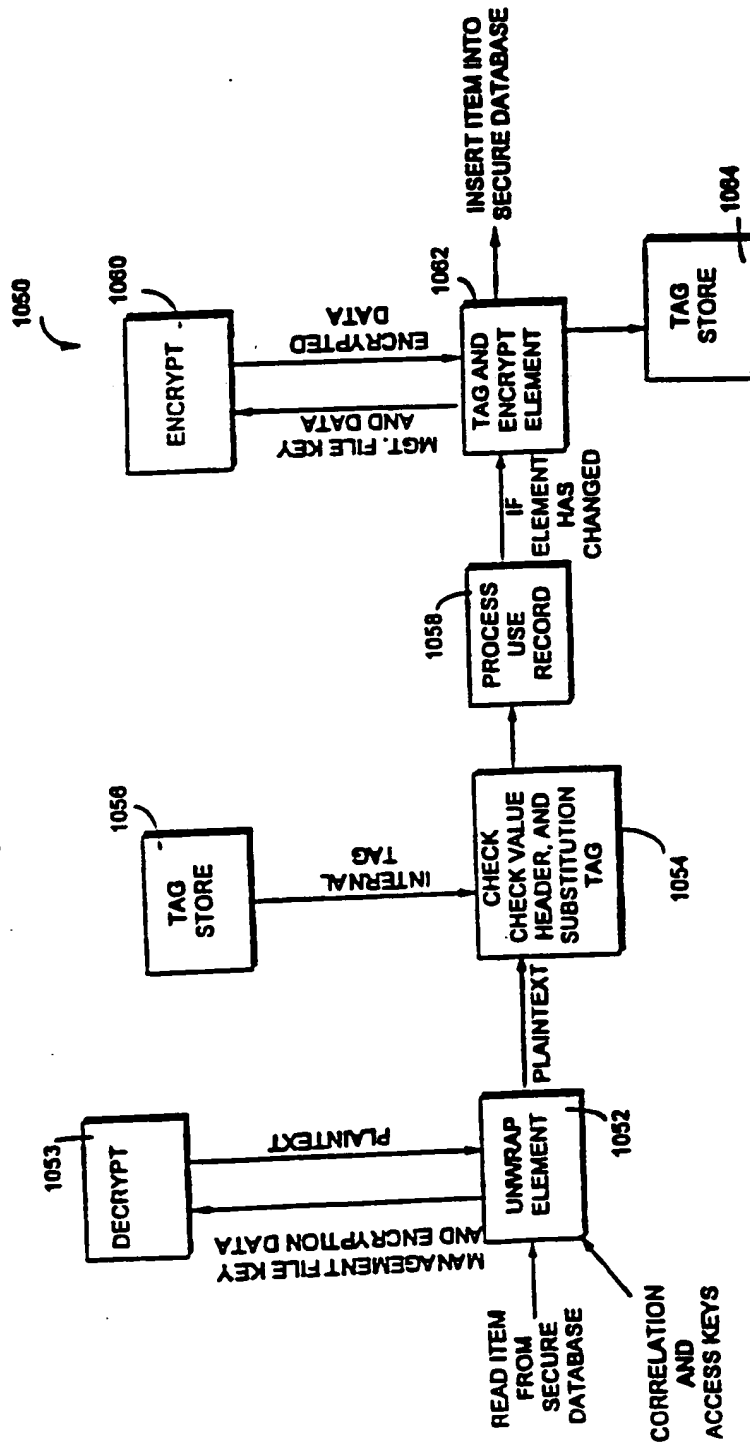 1050
1053
DECRYPT
PLAINTEXT
MANAGEMENT FILE KEY
AND ENCRYPTION DATA
READ ITEM
FROM
SECURE
DATABASE
CORRELATION
AND
ACCESS KEYS
UNWRAP
ELEMENT
1052
PLAINTEXT
1056
TAG
STORE
INTERNAL
TAG
CHECK
CHECK VALUE
HEADER, AND
SUBSTITUTION
TAG
1054
1058
PROCESS
USE
RECORD
IF
ELEMENT
HAS
CHANGED
1060
ENCRYPT
ENCRYPTED
DATA
MGT. FILE KEY
AND DATA
1062
TAG AND
ENCRYPT
ELEMENT
INSERT ITEM INTO
SECURE DATABASE
TAG
STORE
1064